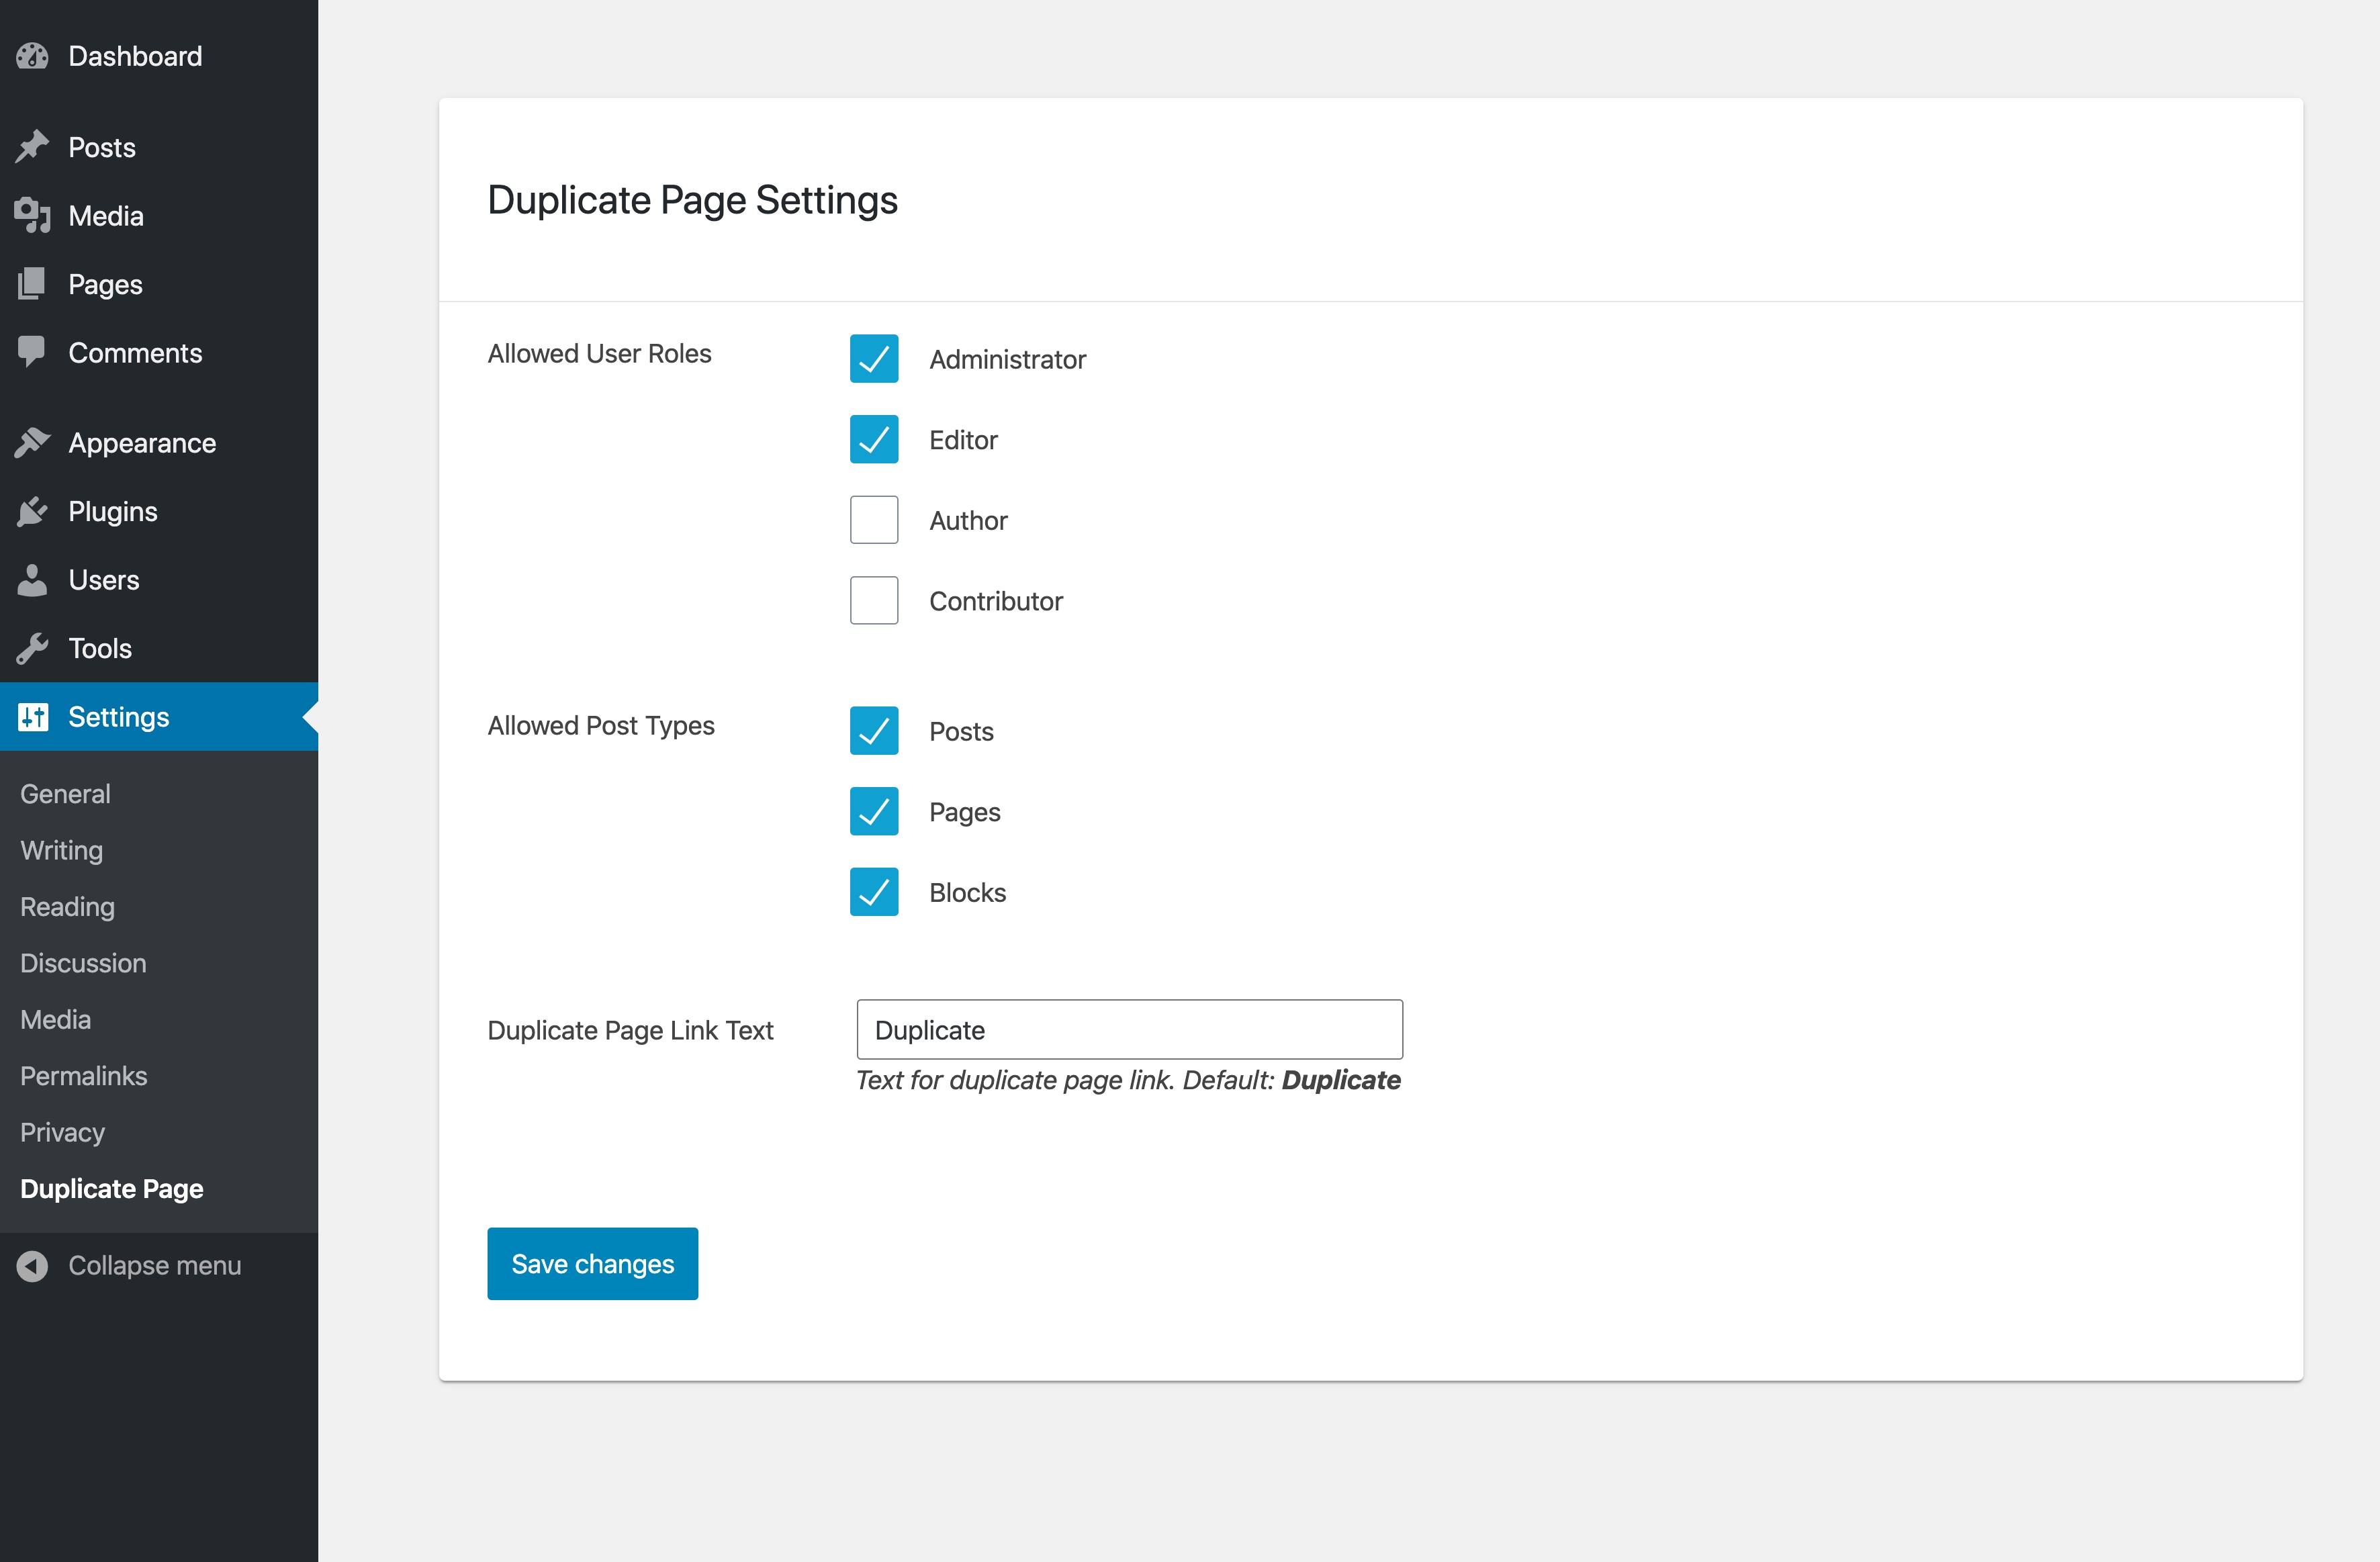 Dashboard
Posts
Media
Pages
Comments
Appearance
Plugins
Users
Tools
Settings
General
Writing
Reading
Discussion
Media
Permalinks
Privacy
Duplicate Page
Collapse menu
Duplicate Page Settings
Allowed User Roles
Administrator
Editor
Author
Contributor
Allowed Post Types
Posts
Pages
Blocks
Duplicate Page Link Text
Duplicate
Text for duplicate page link. Default: Duplicate
Save changes